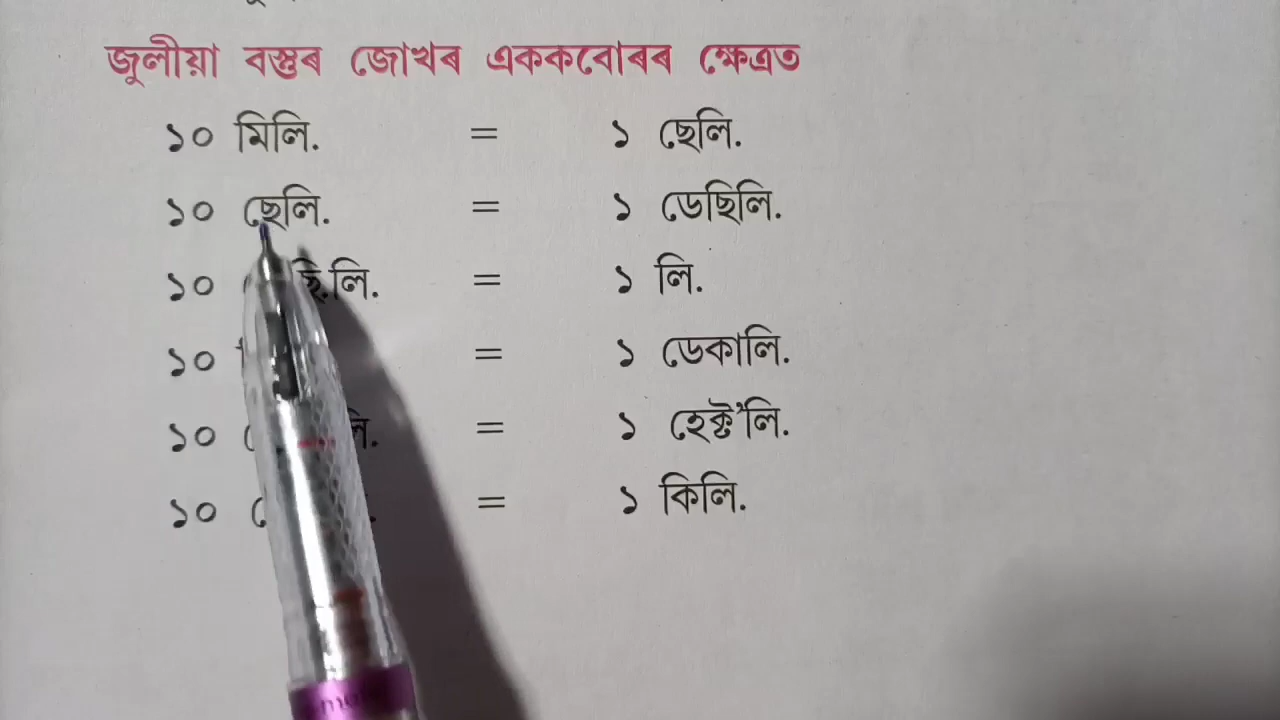 জুলীয়া বস্তুৰ জোখৰ এককবোৰৰ ক্ষেত্ৰত
১০ মিলি. = ১ ছেলি.
১০ ছেলি. = ১ ডেছিলি.
১০ = ১ লি.
১০ = ১ ডেকালি.
১০ = ১ হেক্ট'লি.
১০ = ১ কিলি.